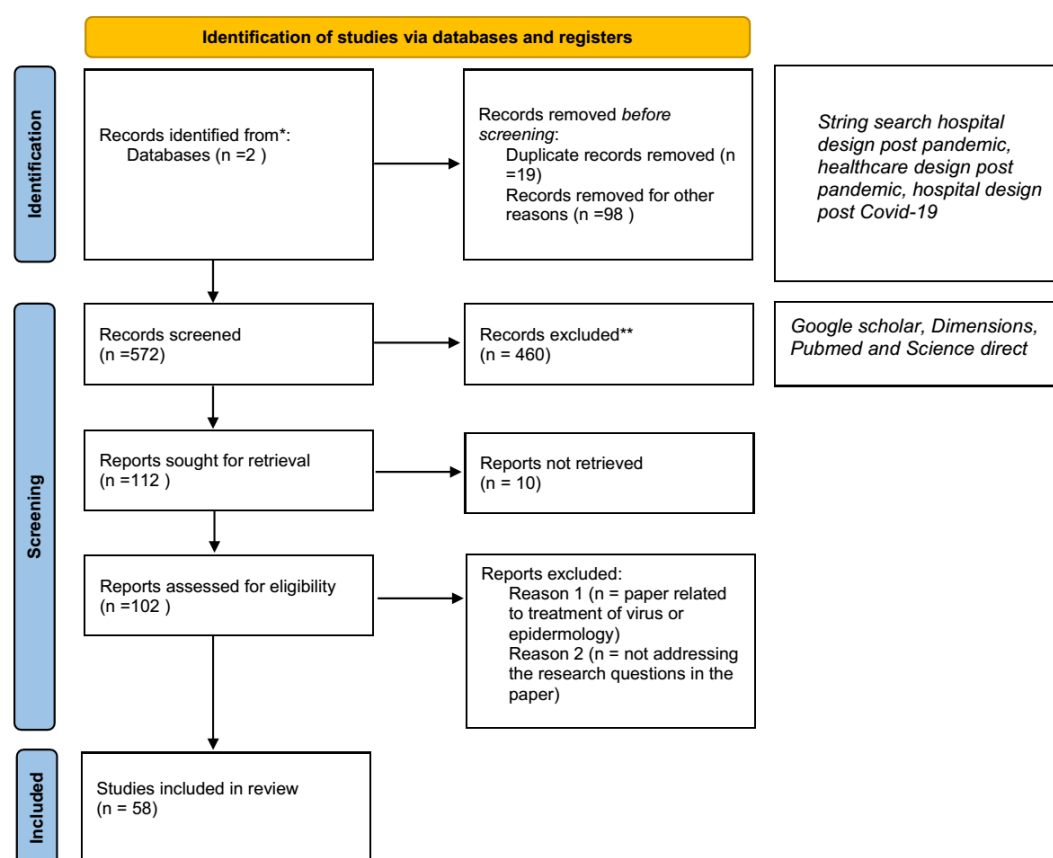 Identification of studies via databases and registers
Identification
Records identified from*:
Databases (n =2 )
Records removed before
screening:
Duplicate records removed (n
=19)
Records removed for other
reasons (n =98 )
String search hospital
design post pandemic,
healthcare design post
pandemic, hospital design
post Covid-19
Screening
Records screened
(n =572)
Records excluded**
(n = 460)
Google scholar, Dimensions,
Pubmed and Science direct
Reports sought for retrieval
(n =112 )
Reports not retrieved
(n = 10)
Reports assessed for eligibility
(n =102 )
Reports excluded:
Reason 1 (n = paper related
to treatment of virus or
epidermology)
Reason 2 (n = not addressing
the research questions in the
paper)
Included
Studies included in review
(n = 58)